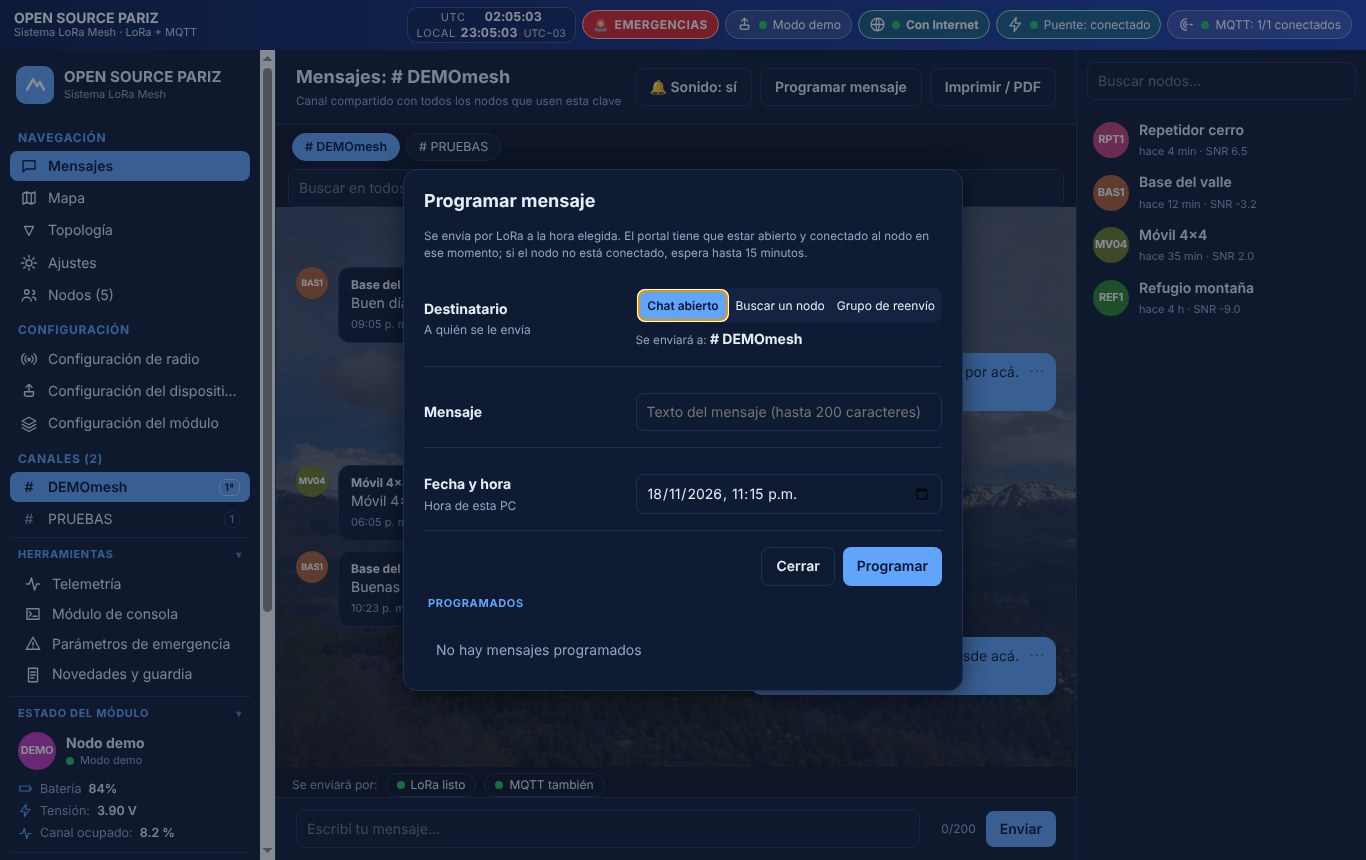 OPEN SOURCE PARIZ
Sistema LoRa Mesh · LoRa + MQTT
UTC 02:05:03
LOCAL 23:05:03 UTC−03
EMERGENCIAS
Modo demo
Con Internet
Puente: conectado
MQTT: 1/1 conectados
OPEN SOURCE PARIZ
Sistema LoRa Mesh
NAVEGACIÓN
Mensajes
Mapa
Topología
Ajustes
Nodos (5)
CONFIGURACIÓN
Configuración de radio
Configuración del dispositi...
Configuración del módulo
CANALES (2)
# DEMOmesh 1ª
# PRUEBAS 1
HERRAMIENTAS
Telemetría
Módulo de consola
Parámetros de emergencia
Novedades y guardia
ESTADO DEL MÓDULO
DEMO
Nodo demo
Modo demo
Batería 84%
Tensión: 3.90 V
Canal ocupado: 8.2 %
Mensajes: # DEMOmesh
Canal compartido con todos los nodos que usen esta clave
Sonido: sí
Programar mensaje
Imprimir / PDF
# DEMOmesh
# PRUEBAS
Buscar en todos
BAS1
Base del
Buen día
09:05 p. m
por acá. ···
MV04
Móvil 4×
Móvil 4
06:05 p. m
BAS1
Base del
Buenas
10:23 p. m
sde acá. ···
Programar mensaje
Se envía por LoRa a la hora elegida. El portal tiene que estar abierto y conectado al nodo en
ese momento; si el nodo no está conectado, espera hasta 15 minutos.
Destinatario
A quién se le envía
Chat abierto
Buscar un nodo
Grupo de reenvío
Se enviará a: # DEMOmesh
Mensaje
Texto del mensaje (hasta 200 caracteres)
Fecha y hora
Hora de esta PC
18/11/2026, 11:15 p.m.
Cerrar
Programar
PROGRAMADOS
No hay mensajes programados
Se enviará por:
LoRa listo
MQTT también
Escribí tu mensaje...
0/200
Enviar
Buscar nodos...
RPT1
Repetidor cerro
hace 4 min · SNR 6.5
BAS1
Base del valle
hace 12 min · SNR -3.2
MV04
Móvil 4×4
hace 35 min · SNR 2.0
REF1
Refugio montaña
hace 4 h · SNR -9.0